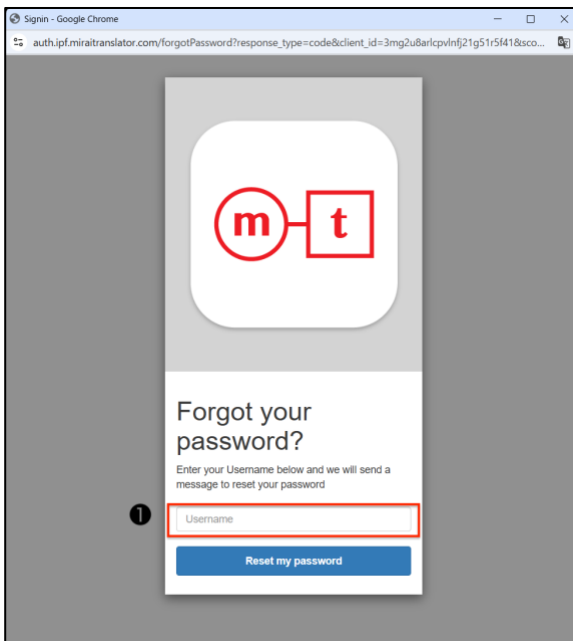 Signin - Google Chrome
auth.ipf.miraitranslator.com/forgotPassword?response_type=code&client_id=3mg2u8arlcpvlnfj21g51r5f41&sco...
m t
Forgot your
password?
Enter your Username below and we will send a
message to reset your password
❶
Username
Reset my password